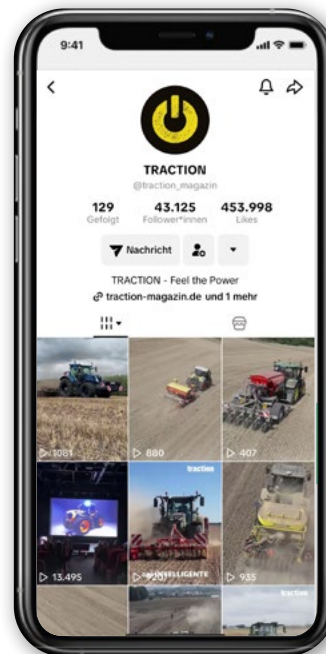 9:41
TRACTION
@traction_magazin
129 43.125 453.998
Gefolgt Follower*innen Likes
Nachricht
TRACTION - Feel the Power
traction-magazin.de und 1 mehr
1081 880 407
traction
traction
INTELLIGENTE
13.495 935
traction